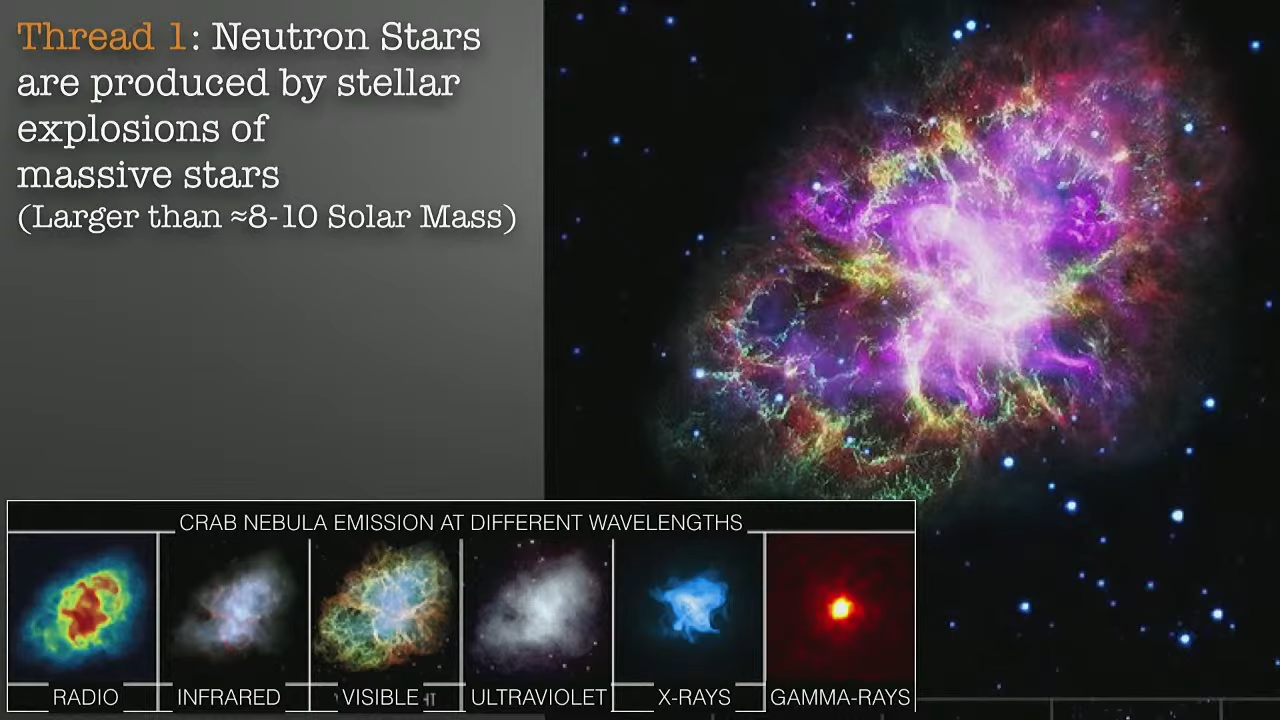 Thread 1: Neutron Stars
are produced by stellar
explosions of
massive stars
(Larger than ≈8-10 Solar Mass)
CRAB NEBULA EMISSION AT DIFFERENT WAVELENGTHS
RADIO INFRARED VISIBLE ULTRAVIOLET X-RAYS GAMMA-RAYS